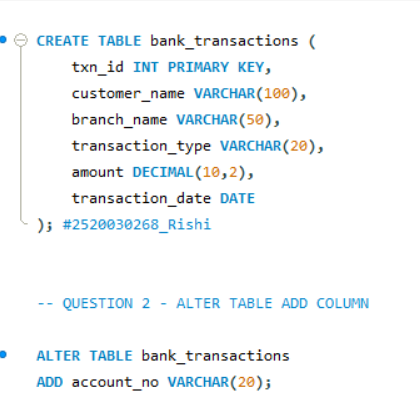 CREATE TABLE bank_transactions (
txn_id INT PRIMARY KEY,
customer_name VARCHAR(100),
branch_name VARCHAR(50),
transaction_type VARCHAR(20),
amount DECIMAL(10,2),
transaction_date DATE
); #2520030268_Rishi
-- QUESTION 2 - ALTER TABLE ADD COLUMN
ALTER TABLE bank_transactions
ADD account_no VARCHAR(20);